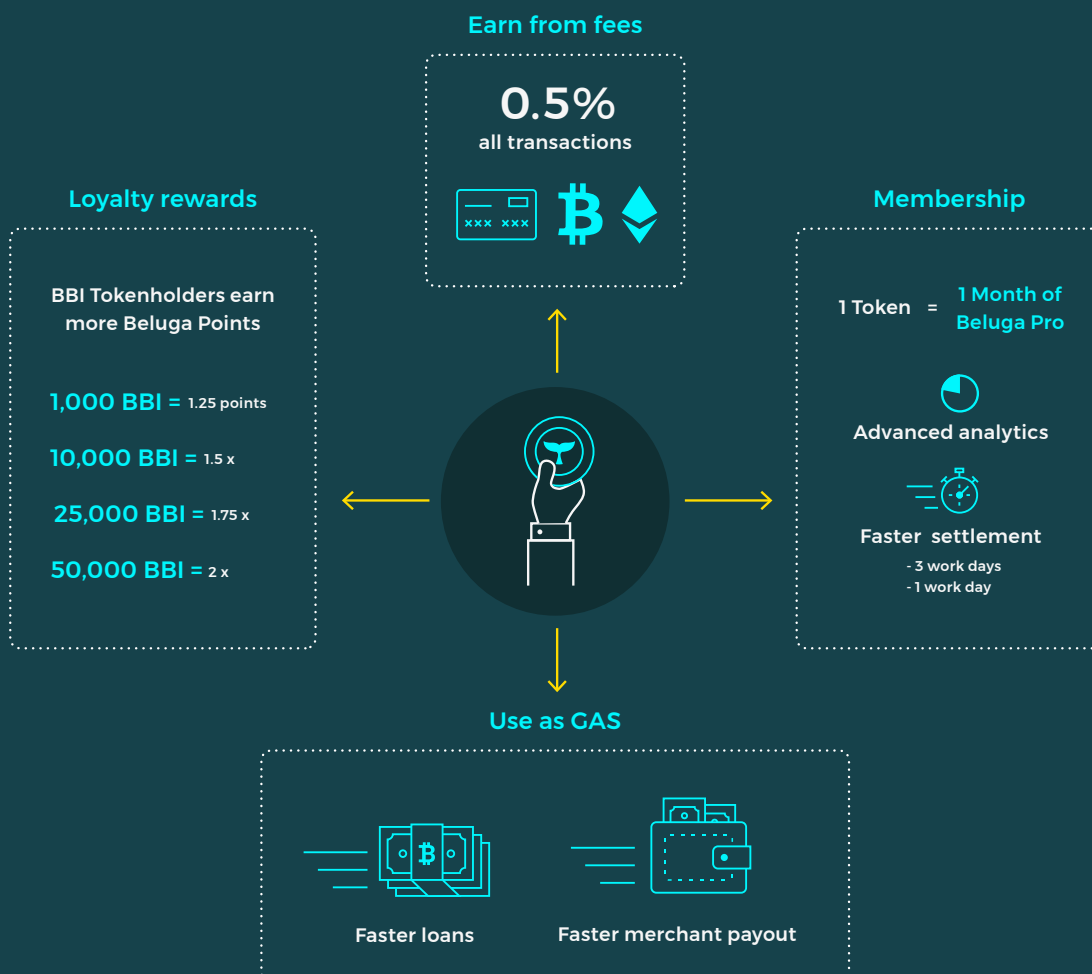 Earn from fees
0.5%
all transactions
xxx xxx
Loyalty rewards
BBI Tokenholders earn
more Beluga Points
1,000 BBI = 1.25 points
10,000 BBI = 1.5 x
25,000 BBI = 1.75 x
50,000 BBI = 2 x
Membership
1 Token = 1 Month of
Beluga Pro
Advanced analytics
Faster settlement
- 3 work days
- 1 work day
Use as GAS
Faster loans
Faster merchant payout